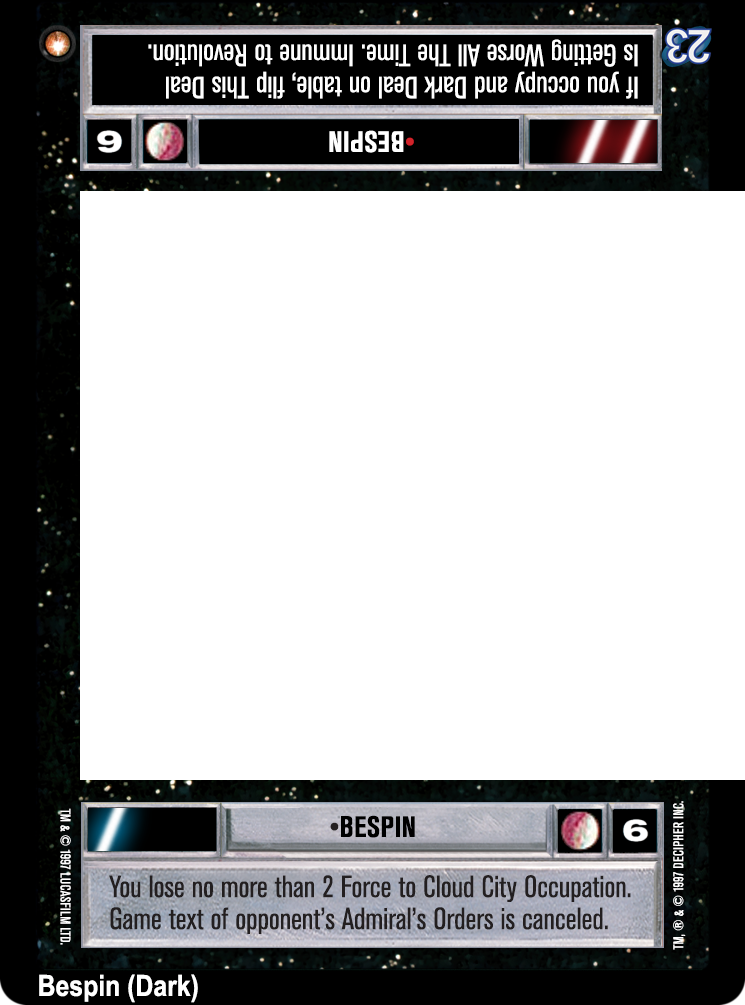 23
If you occupy and Dark Deal on table, flip This Deal
Is Getting Worse All The Time. Immune to Revolution.
•BESPIN
6
•BESPIN
6
You lose no more than 2 Force to Cloud City Occupation.
Game text of opponent's Admiral's Orders is canceled.
TM & © 1997 LUCASFILM LTD.
TM, ® & © 1997 DECIPHER INC.
Bespin (Dark)